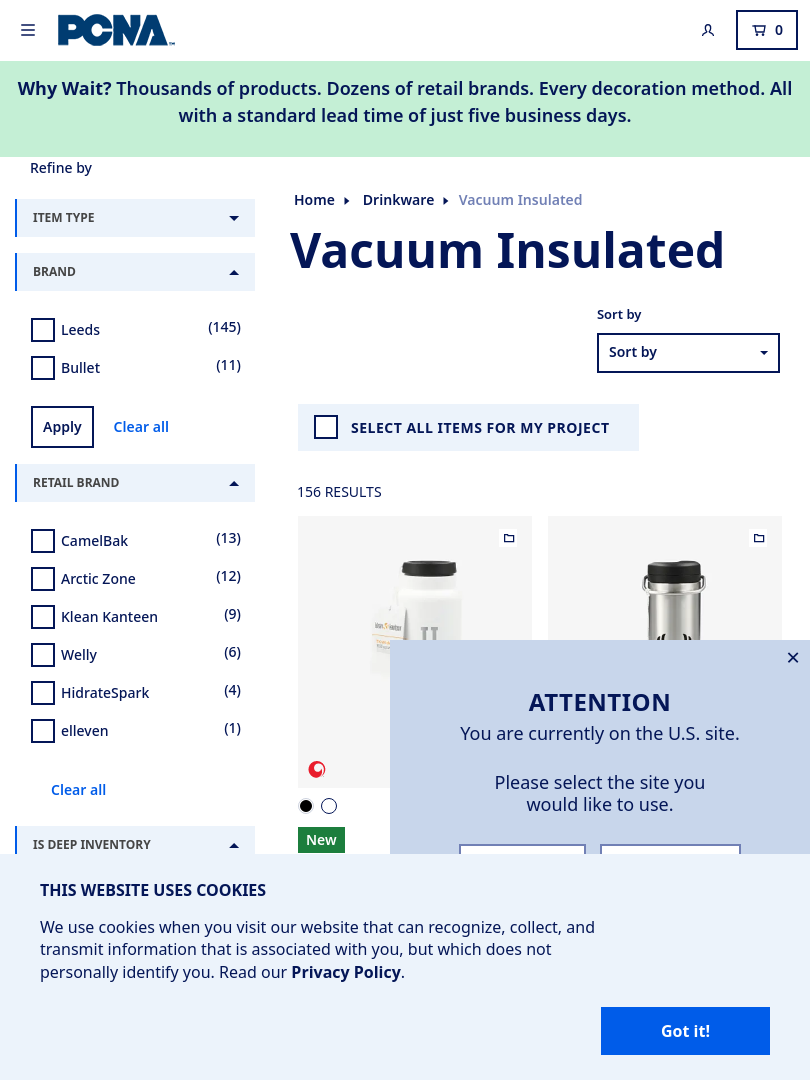 PCNA
0
Why Wait? Thousands of products. Dozens of retail brands. Every decoration method. All
with a standard lead time of just five business days.
Refine by
ITEM TYPE
BRAND
Leeds (145)
Bullet (11)
Apply Clear all
RETAIL BRAND
CamelBak (13)
Arctic Zone (12)
Klean Kanteen (9)
Welly (6)
HidrateSpark (4)
elleven (1)
Clear all
IS DEEP INVENTORY
Home Drinkware Vacuum Insulated
Vacuum Insulated
Sort by
Sort by
SELECT ALL ITEMS FOR MY PROJECT
156 RESULTS
New
ATTENTION
You are currently on the U.S. site.
Please select the site you
would like to use.
THIS WEBSITE USES COOKIES
We use cookies when you visit our website that can recognize, collect, and
transmit information that is associated with you, but which does not
personally identify you. Read our Privacy Policy.
Got it!